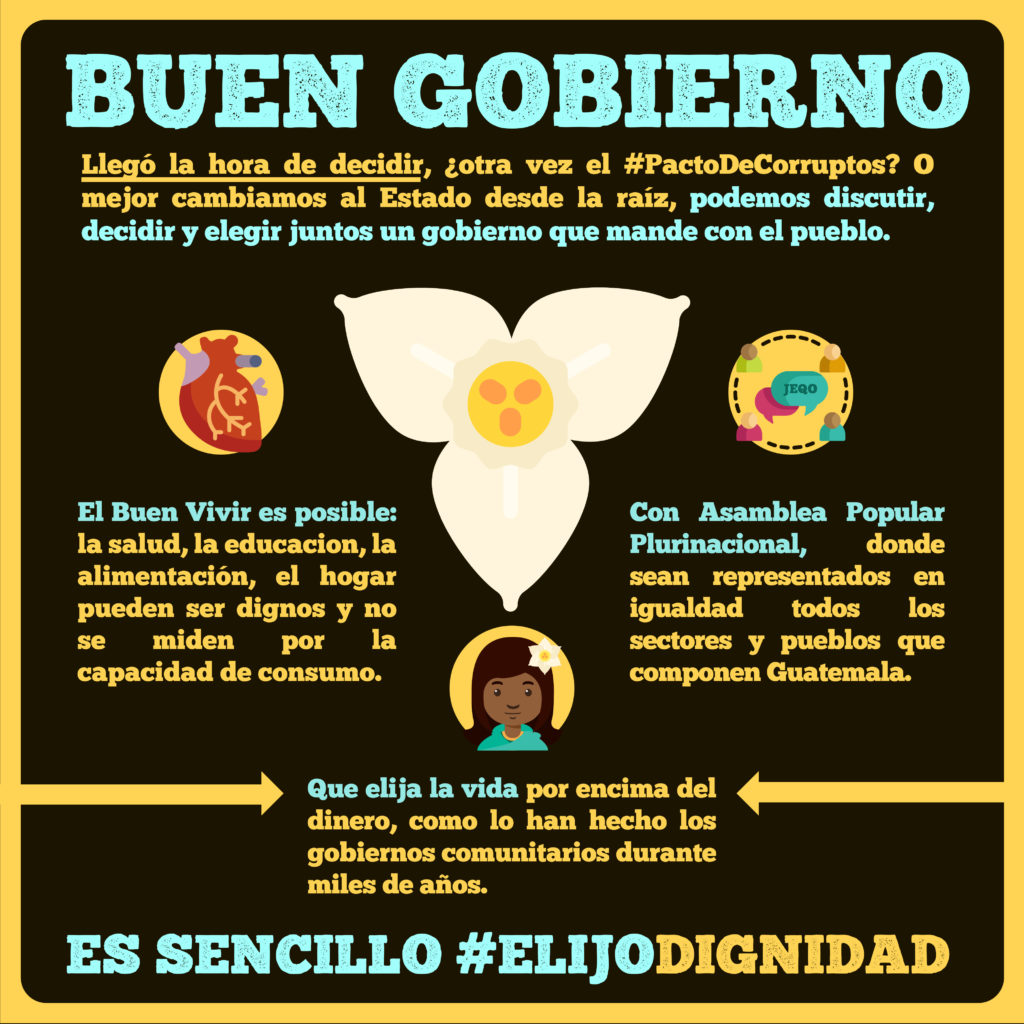 BUEN GOBIERNO
Llegó la hora de decidir, ¿otra vez el #PactoDeCorruptos? O
mejor cambiamos al Estado desde la raíz, podemos discutir,
decidir y elegir juntos un gobierno que mande con el pueblo.
JEQO
El Buen Vivir es posible:
la salud, la educacion, la
alimentación, el hogar
pueden ser dignos y no
se miden por la
capacidad de consumo.
Con Asamblea Popular
Plurinacional, donde
sean representados en
igualdad todos los
sectores y pueblos que
componen Guatemala.
Que elija la vida por encima del
dinero, como lo han hecho los
gobiernos comunitarios durante
miles de años.
ES SENCILLO #ELIJODIGNIDAD